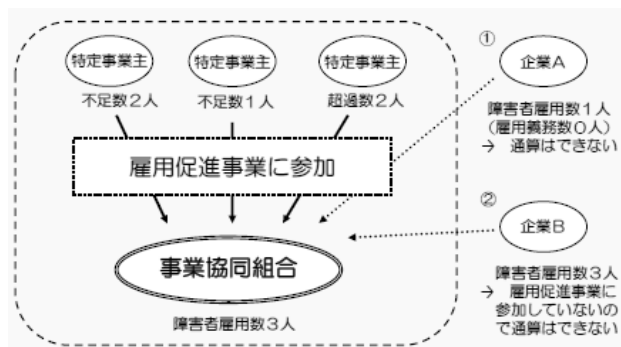 特定事業主
特定事業主
特定事業主
不足数２人
不足数１人
超過数２人
雇用促進事業に参加
事業協同組合
障害者雇用数３人
①
企業Ａ
障害者雇用数１人
（雇用義務数０人）
→ 通算はできない
②
企業Ｂ
障害者雇用数３人
→ 雇用促進事業に
参加していないの
で通算はできない